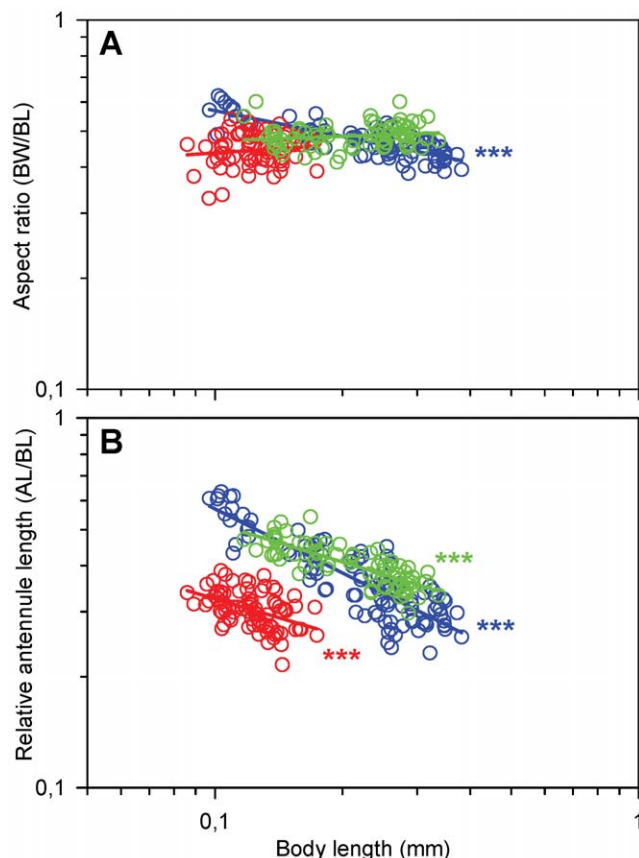 1
A
Aspect ratio (BW/BL)
***
0,1
1
B
Relative antennule length (AL/BL)
***
***
***
0,1
0,1
1
Body length (mm)